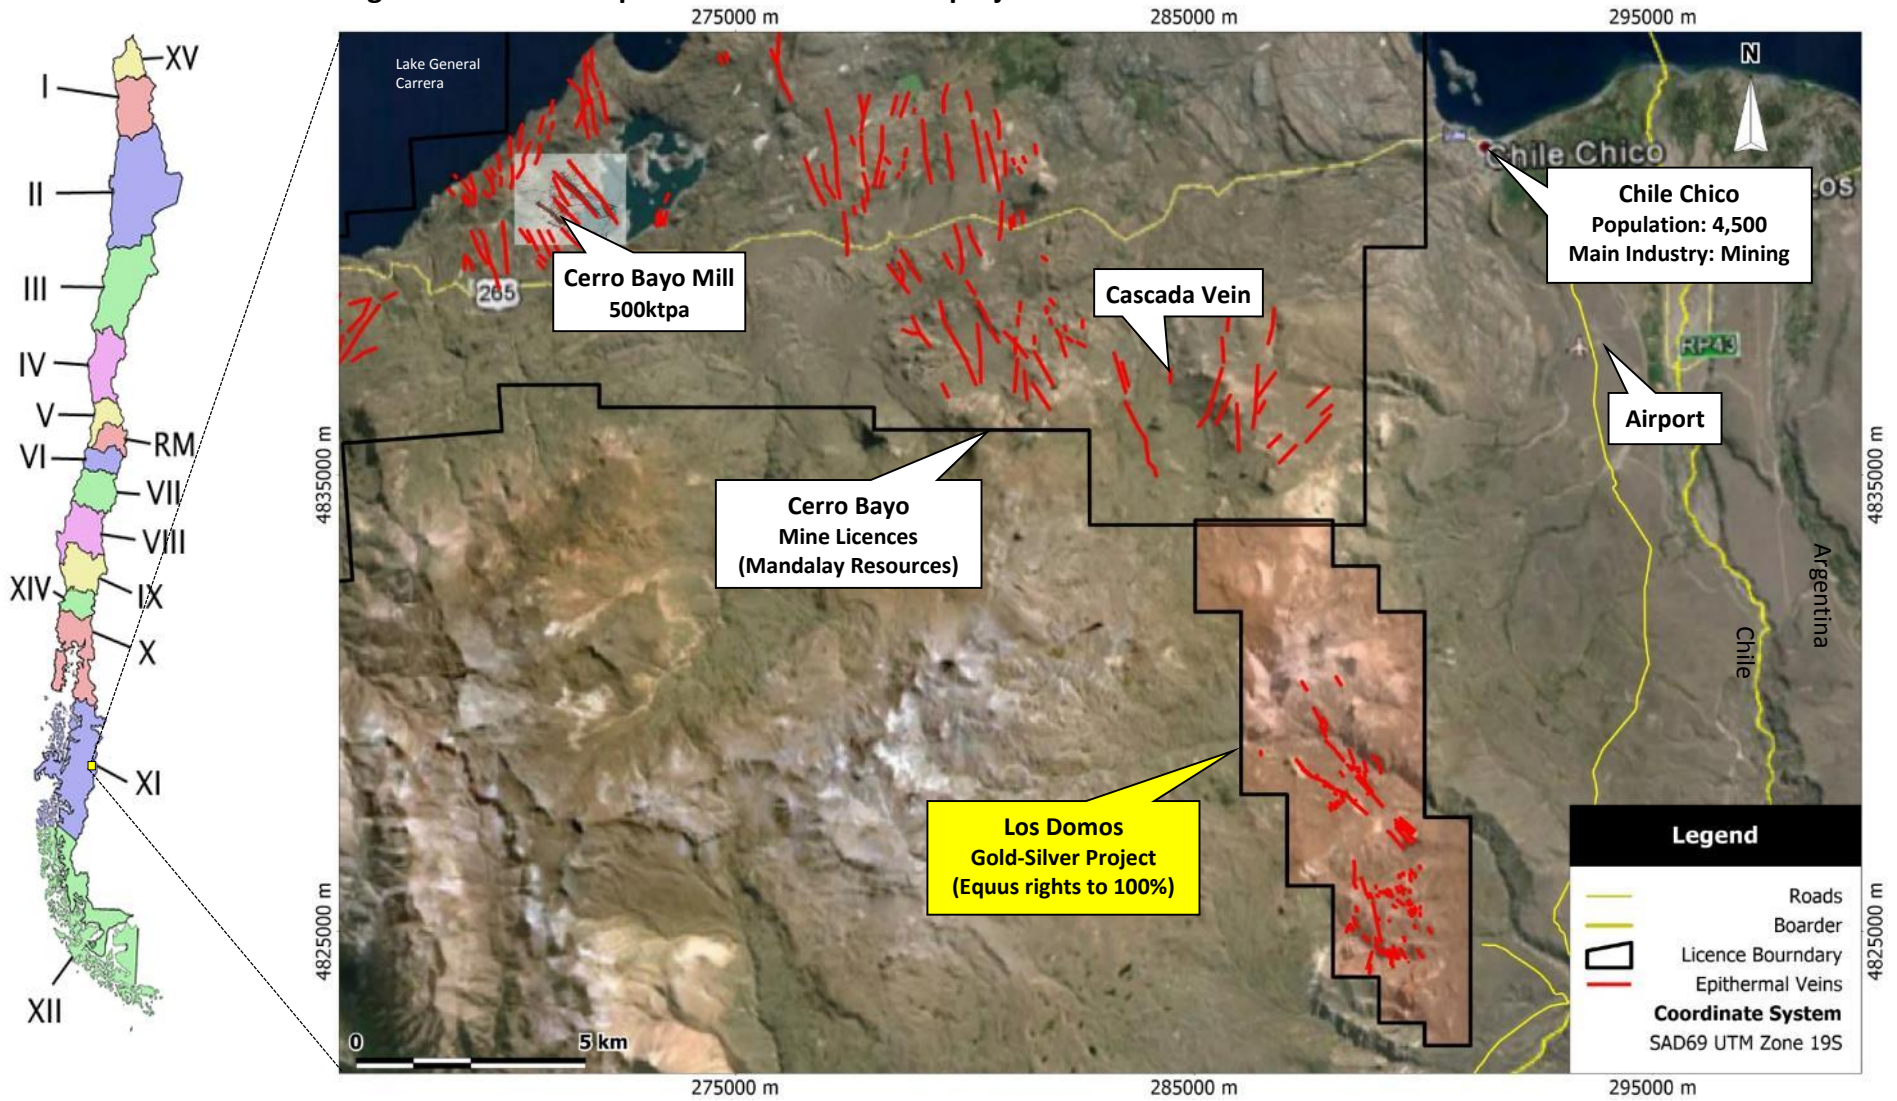 275000 m
285000 m
295000 m
XV
I
II
III
IV
V
RM
VI
VII
VIII
XIV
IX
X
XI
XII
Lake General
Carrera
N
Chile Chico
Chile Chico
Population: 4,500
Main Industry: Mining
LOS
265
Cerro Bayo Mill
500ktpa
Cascada Vein
RP43
Airport
4835000 m
4835000 m
Cerro Bayo
Mine Licences
(Mandalay Resources)
Argentina
Chile
Los Domos
Gold-Silver Project
(Equus rights to 100%)
4825000 m
4825000 m
Legend
Roads
Boarder
Licence Bourndary
Epithermal Veins
Coordinate System
SAD69 UTM Zone 19S
0
5 km
275000 m
285000 m
295000 m